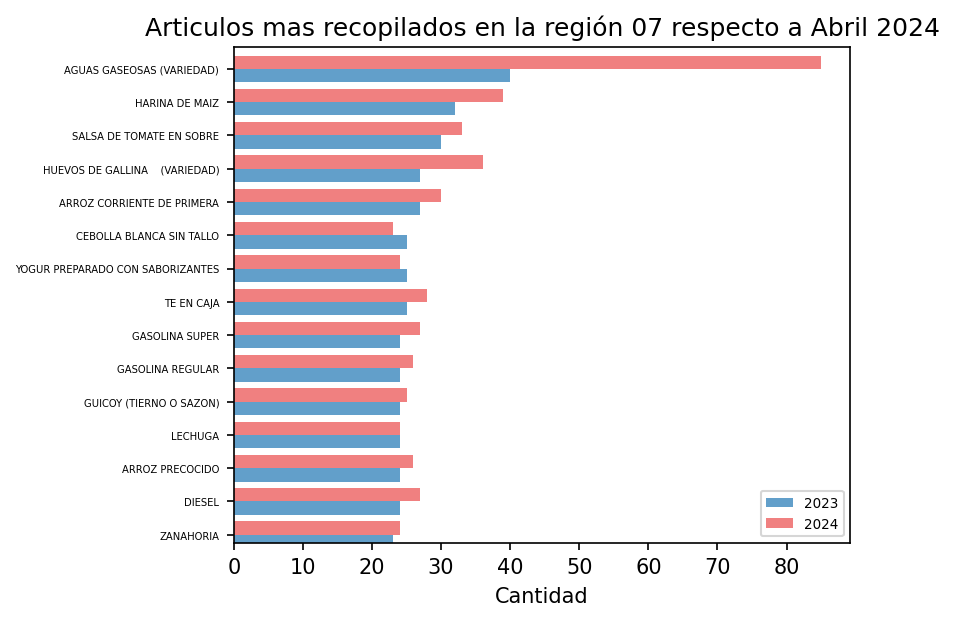 Articulos mas recopilados en la región 07 respecto a Abril 2024
AGUAS GASEOSAS (VARIEDAD)
HARINA DE MAIZ
SALSA DE TOMATE EN SOBRE
HUEVOS DE GALLINA    (VARIEDAD)
ARROZ CORRIENTE DE PRIMERA
CEBOLLA BLANCA SIN TALLO
YOGUR PREPARADO CON SABORIZANTES
TE EN CAJA
GASOLINA SUPER
GASOLINA REGULAR
GUICOY (TIERNO O SAZON)
LECHUGA
ARROZ PRECOCIDO
DIESEL
ZANAHORIA
2023
2024
0 10 20 30 40 50 60 70 80
Cantidad